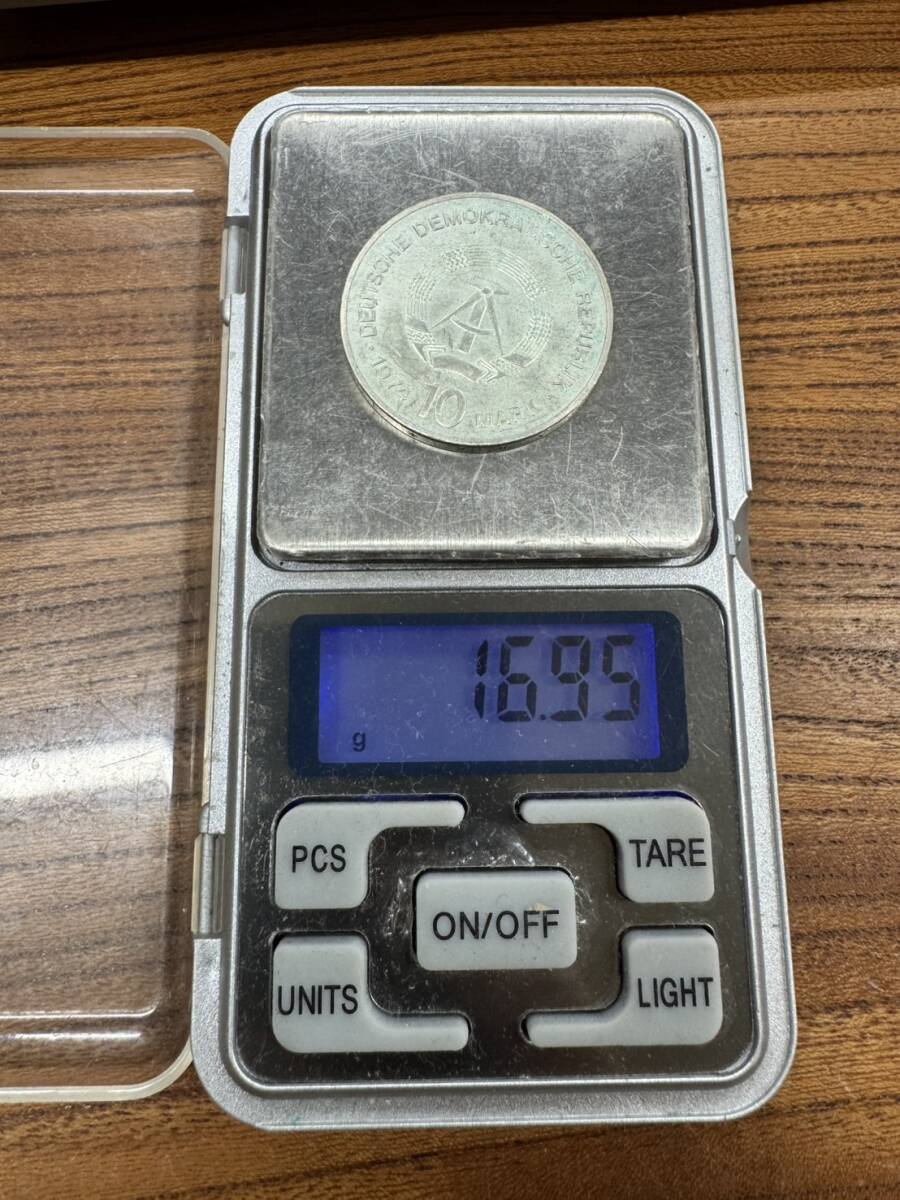 DEUTSCHE DEMOKRATISCHE REPUBLIK
10 MARK
16.95
g
PCS
TARE
ON/OFF
UNITS
LIGHT